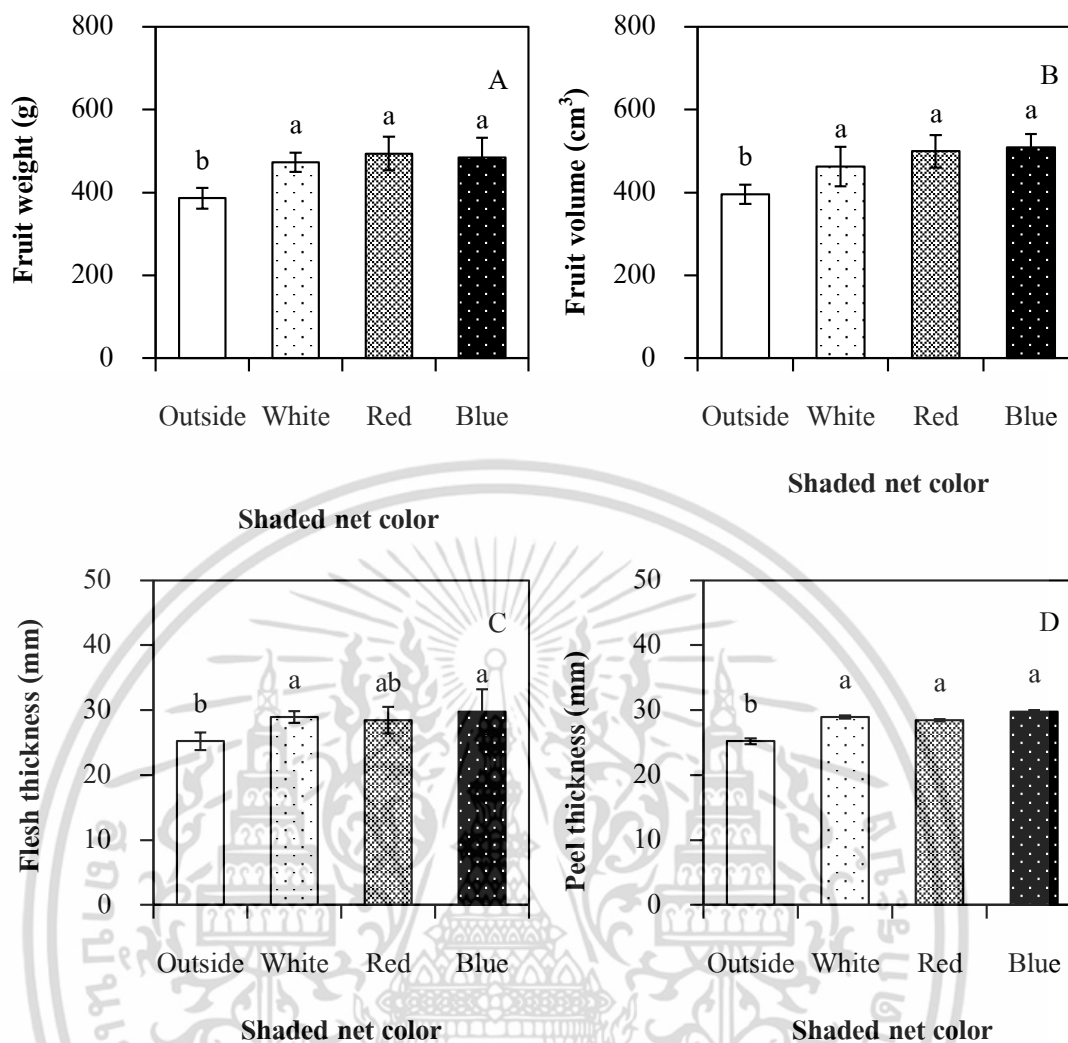 800
600
400
200
0
Fruit weight (g)
A
b
a
a
a
Outside White Red Blue
Shaded net color
800
600
400
200
0
Fruit volume (cm³)
B
b
a
a
a
Outside White Red Blue
Shaded net color
50
40
30
20
10
0
Flesh thickness (mm)
C
b
a
ab
a
Outside White Red Blue
Shaded net color
50
40
30
20
10
0
Peel thickness (mm)
D
b
a
a
a
Outside White Red Blue
Shaded net color